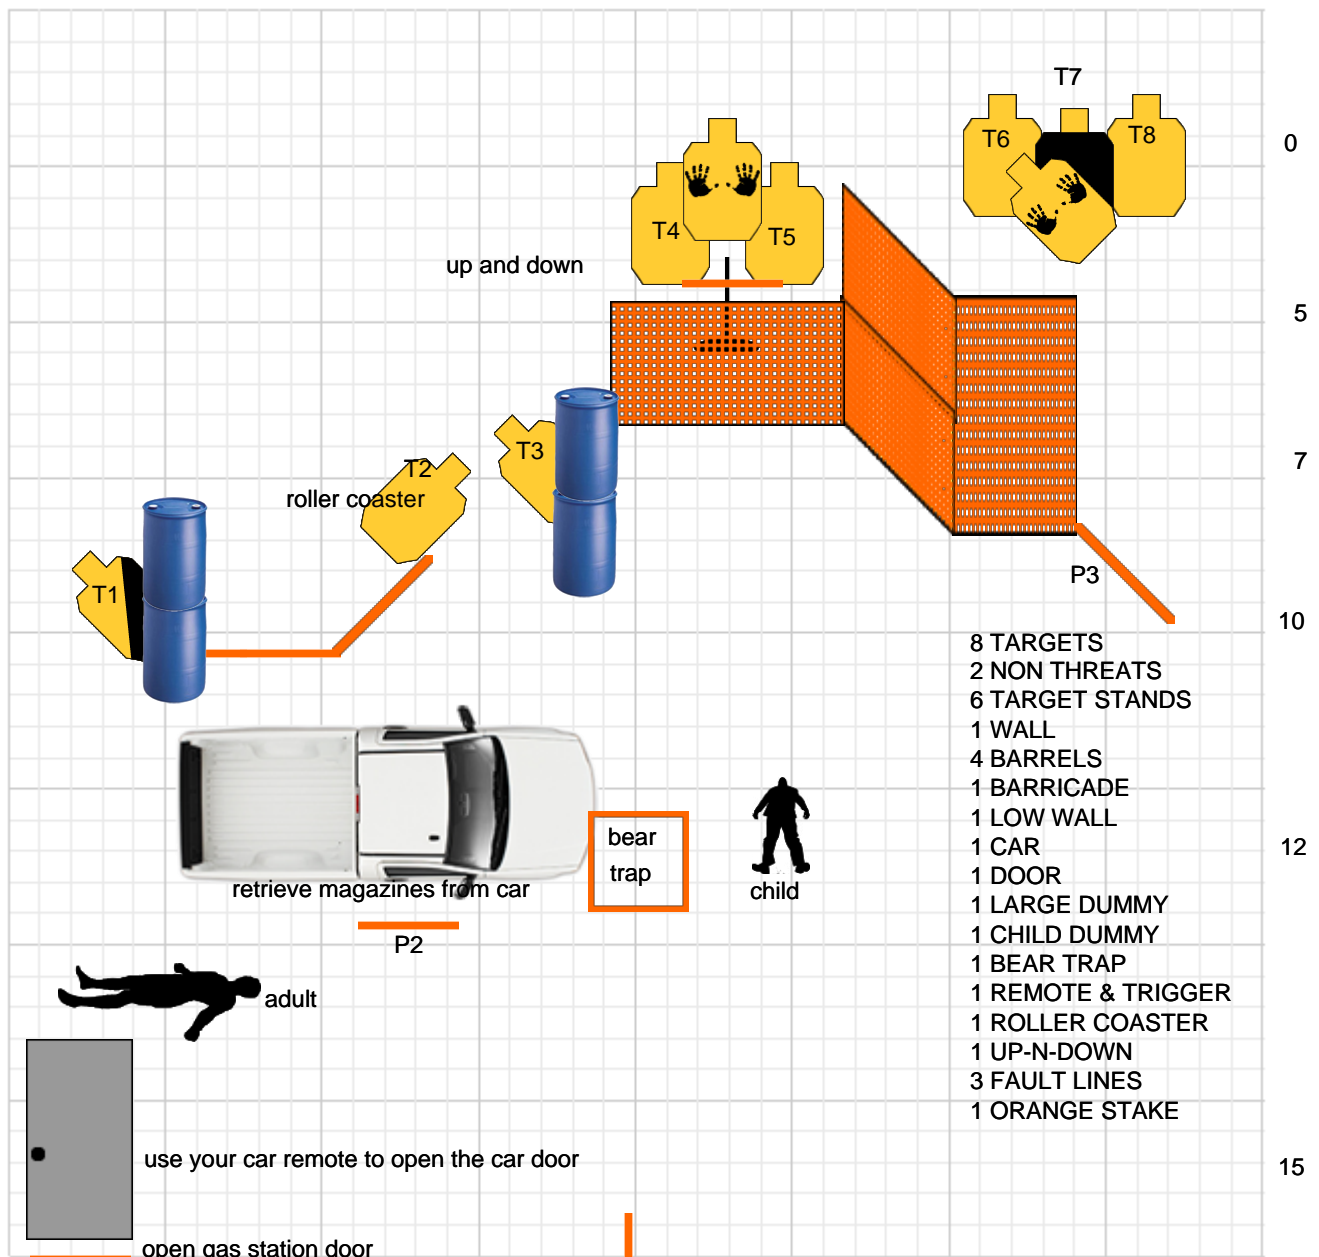 T7
T6
T8
0
T4
T5
up and down
5
T3
T2
7
roller coaster
T1
P3
10
8 TARGETS
2 NON THREATS
6 TARGET STANDS
1 WALL
4 BARRELS
1 BARRICADE
1 LOW WALL
1 CAR
1 DOOR
1 LARGE DUMMY
1 CHILD DUMMY
1 BEAR TRAP
1 REMOTE & TRIGGER
1 ROLLER COASTER
1 UP-N-DOWN
3 FAULT LINES
1 ORANGE STAKE
bear
trap
12
retrieve magazines from car
child
P2
adult
use your car remote to open the car door
15
open gas station door